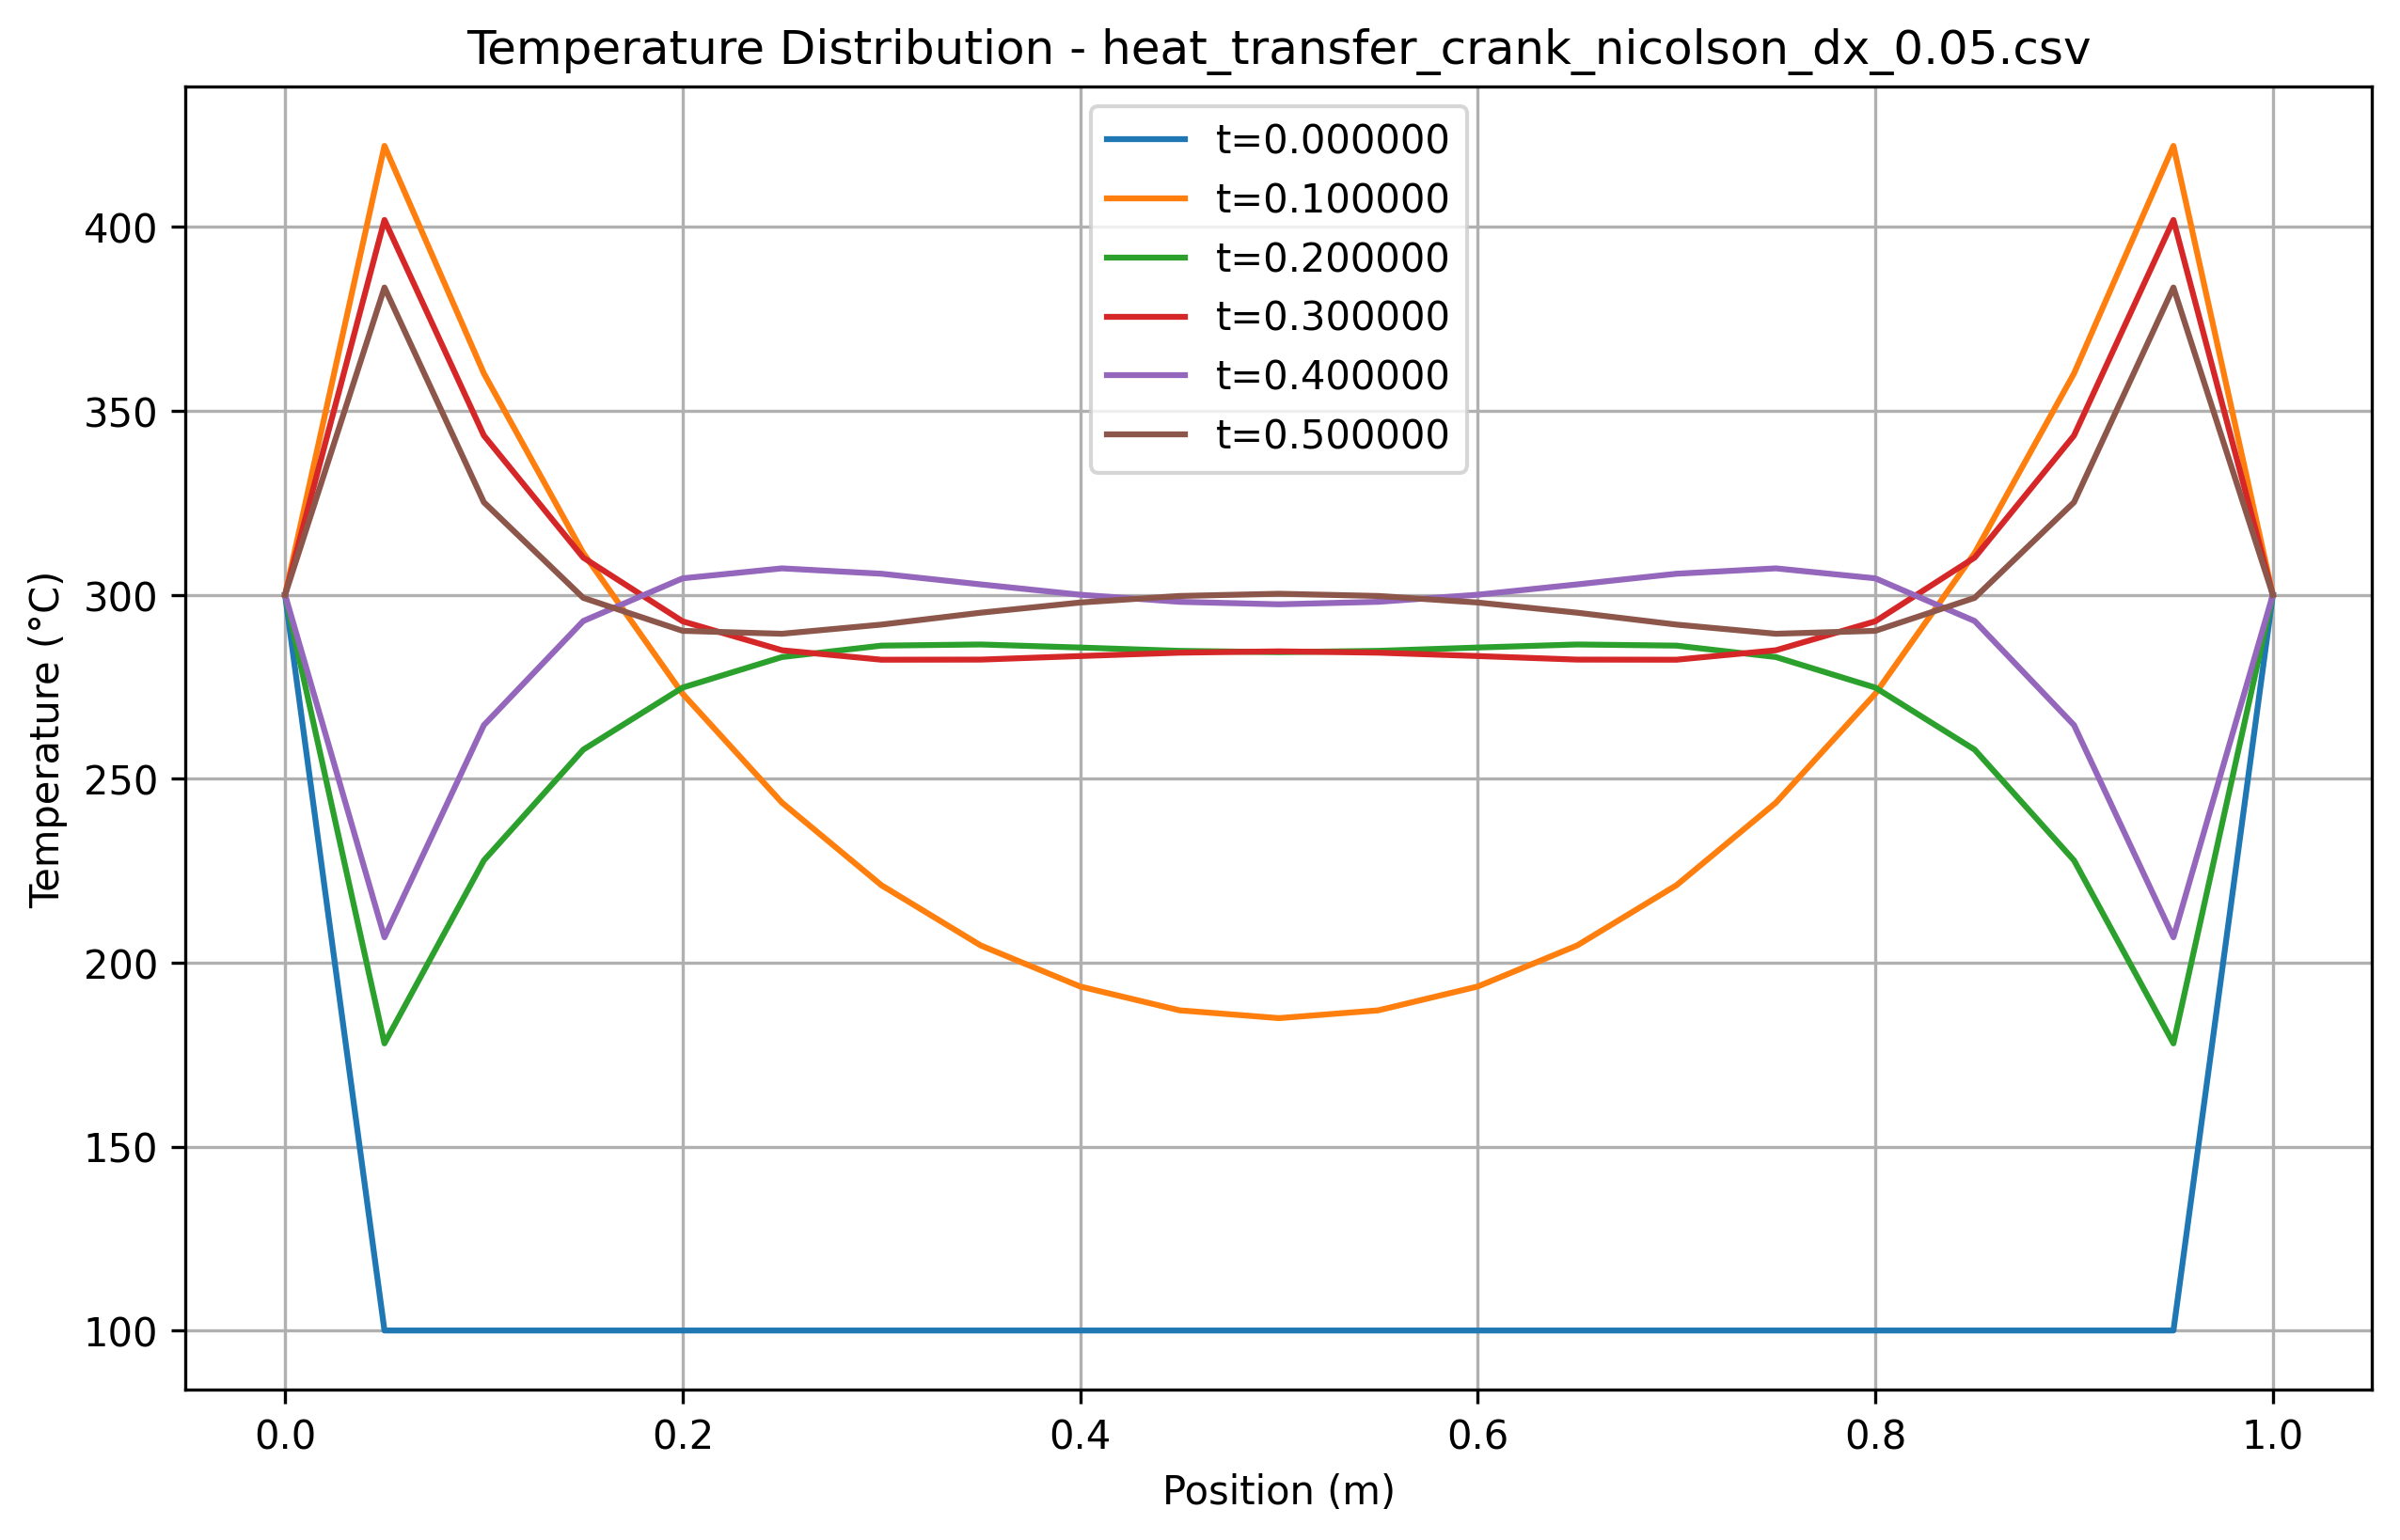 Temperature Distribution - heat_transfer_crank_nicolson_dx_0.05.csv
t=0.000000
t=0.100000
t=0.200000
t=0.300000
t=0.400000
t=0.500000
Temperature (°C)
400
350
300
250
200
150
100
0.0
0.2
0.4
0.6
0.8
1.0
Position (m)